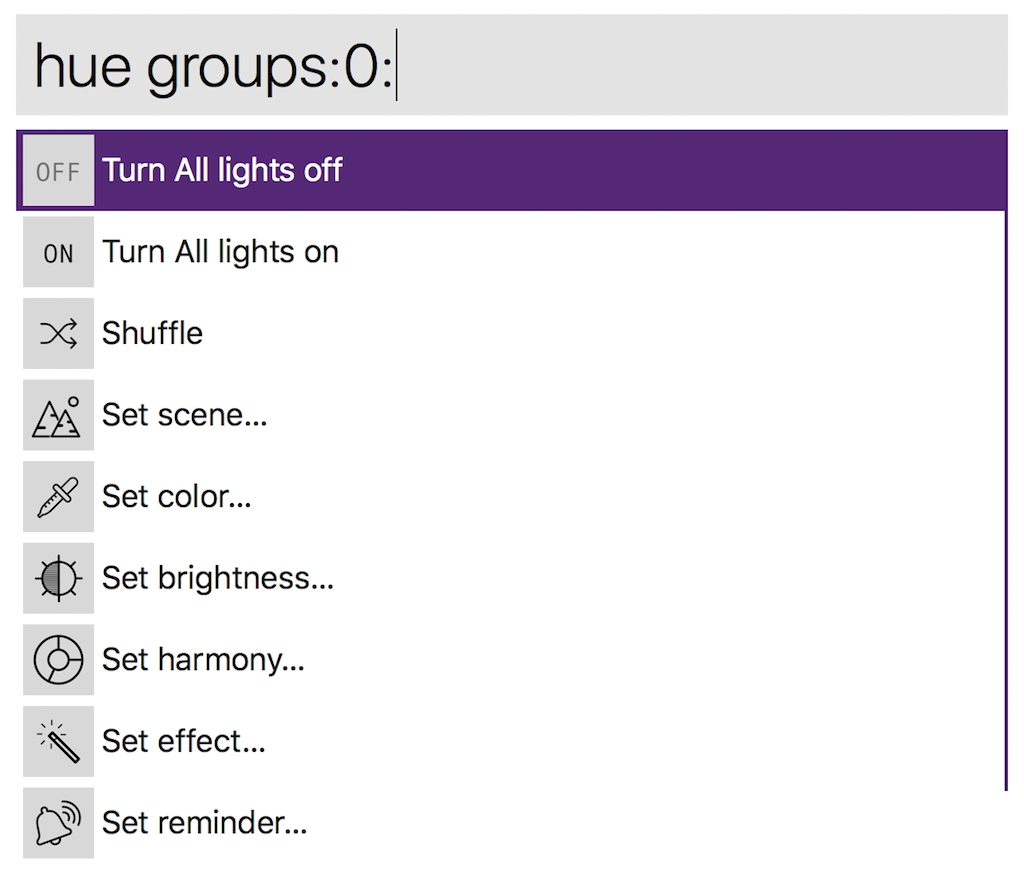 hue groups:0:
OFF Turn All lights off
ON Turn All lights on
Shuffle
Set scene...
Set color...
Set brightness...
Set harmony...
Set effect...
Set reminder...